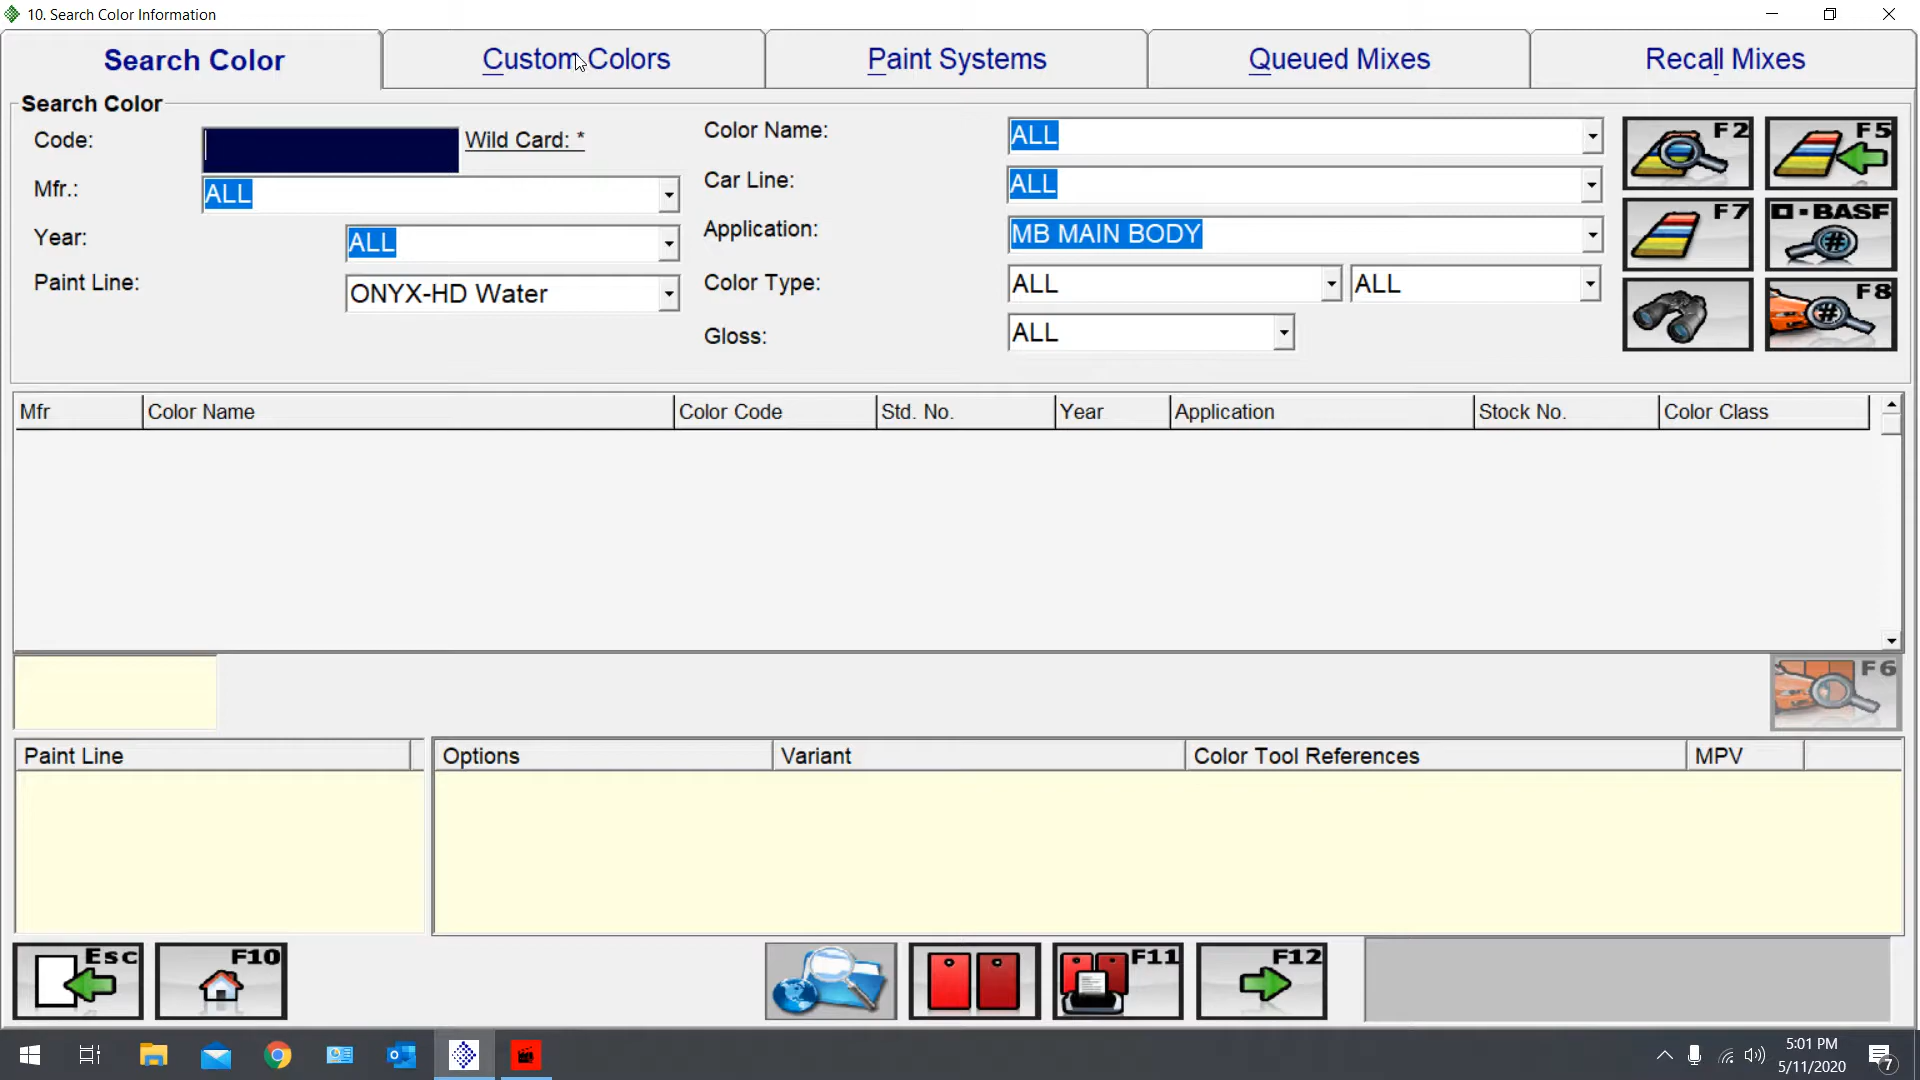 10. Search Color Information
Search Color Custom Colors Paint Systems Queued Mixes Recall Mixes
Search Color
Code: Wild Card: *
Mfr.: ALL
Year: ALL
Paint Line: ONYX-HD Water
Color Name: ALL
Car Line: ALL
Application: MB MAIN BODY
Color Type: ALL ALL
Gloss: ALL
F2 F5
F7 BASF
#
F8
#
Mfr Color Name Color Code Std. No. Year Application Stock No. Color Class
F6
Paint Line Options Variant Color Tool References MPV
Esc F10 F11 F12
5:01 PM
5/11/2020
7